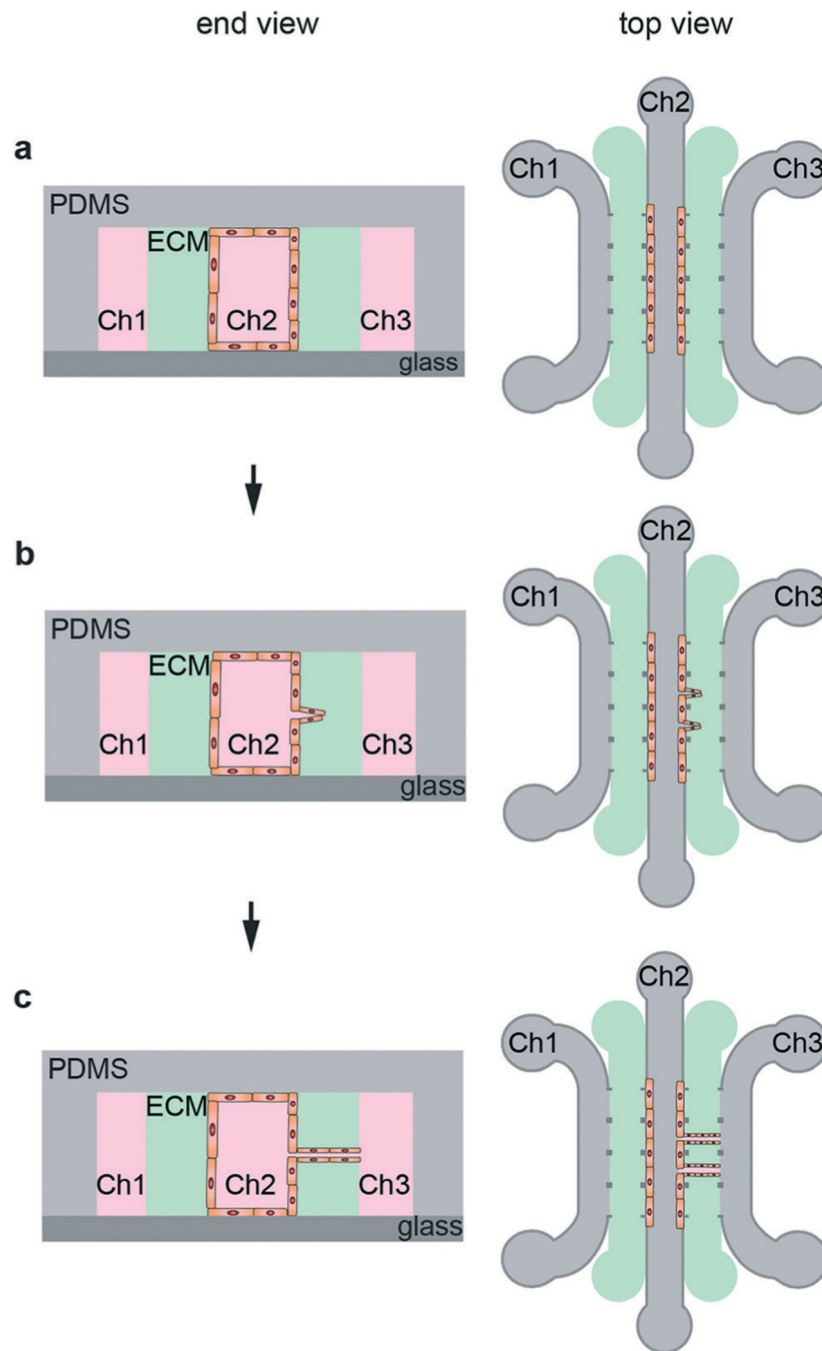 end view
top view
a
PDMS
ECM
Ch1
Ch2
Ch3
glass
Ch2
Ch1
Ch3
b
PDMS
ECM
Ch1
Ch2
Ch3
glass
Ch2
Ch1
Ch3
c
PDMS
ECM
Ch1
Ch2
Ch3
glass
Ch2
Ch1
Ch3